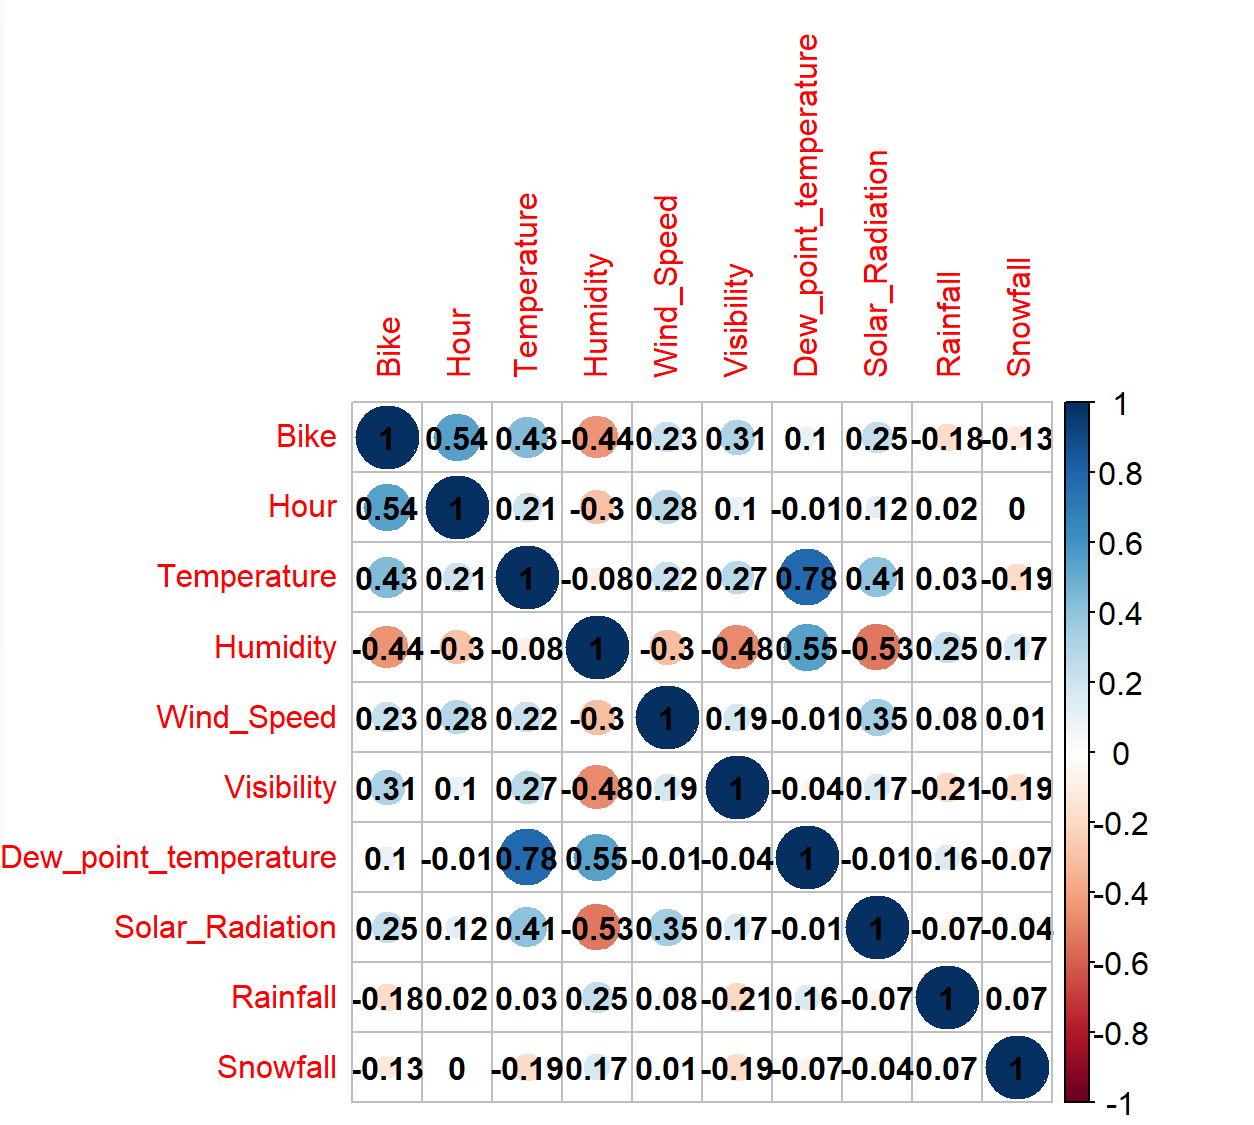 Bike Hour Temperature Humidity Wind_Speed Visibility Dew_point_temperature Solar_Radiation Rainfall Snowfall
Bike 1 0.54 0.43 -0.44 0.23 0.31 0.1 0.25 -0.18 -0.13
Hour 0.54 1 0.21 -0.3 0.28 0.1 -0.01 0.12 0.02 0
Temperature 0.43 0.21 1 -0.08 0.22 0.27 0.78 0.41 0.03 -0.19
Humidity -0.44 -0.3 -0.08 1 -0.3 -0.48 0.55 -0.53 0.25 0.17
Wind_Speed 0.23 0.28 0.22 -0.3 1 0.19 -0.01 0.35 0.08 0.01
Visibility 0.31 0.1 0.27 -0.48 0.19 1 -0.04 0.17 -0.21 -0.19
Dew_point_temperature 0.1 -0.01 0.78 0.55 -0.01 -0.04 1 -0.01 0.16 -0.07
Solar_Radiation 0.25 0.12 0.41 -0.53 0.35 0.17 -0.01 1 -0.07 -0.04
Rainfall -0.18 0.02 0.03 0.25 0.08 -0.21 0.16 -0.07 1 0.07
Snowfall -0.13 0 -0.19 0.17 0.01 -0.19 -0.07 -0.04 0.07 1
1
0.8
0.6
0.4
0.2
0
-0.2
-0.4
-0.6
-0.8
-1